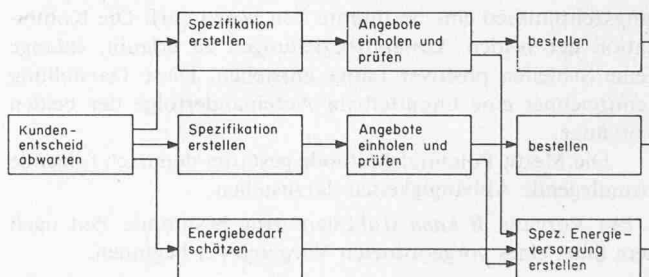 Spezifikation
erstellen
Angebote
einholen und
prüfen
bestellen
Kunden-
entscheid
abwarten
Spezifikation
erstellen
Angebote
einholen und
prüfen
bestellen
Energiebedarf
schätzen
Spez. Energie-
versorgung
erstellen